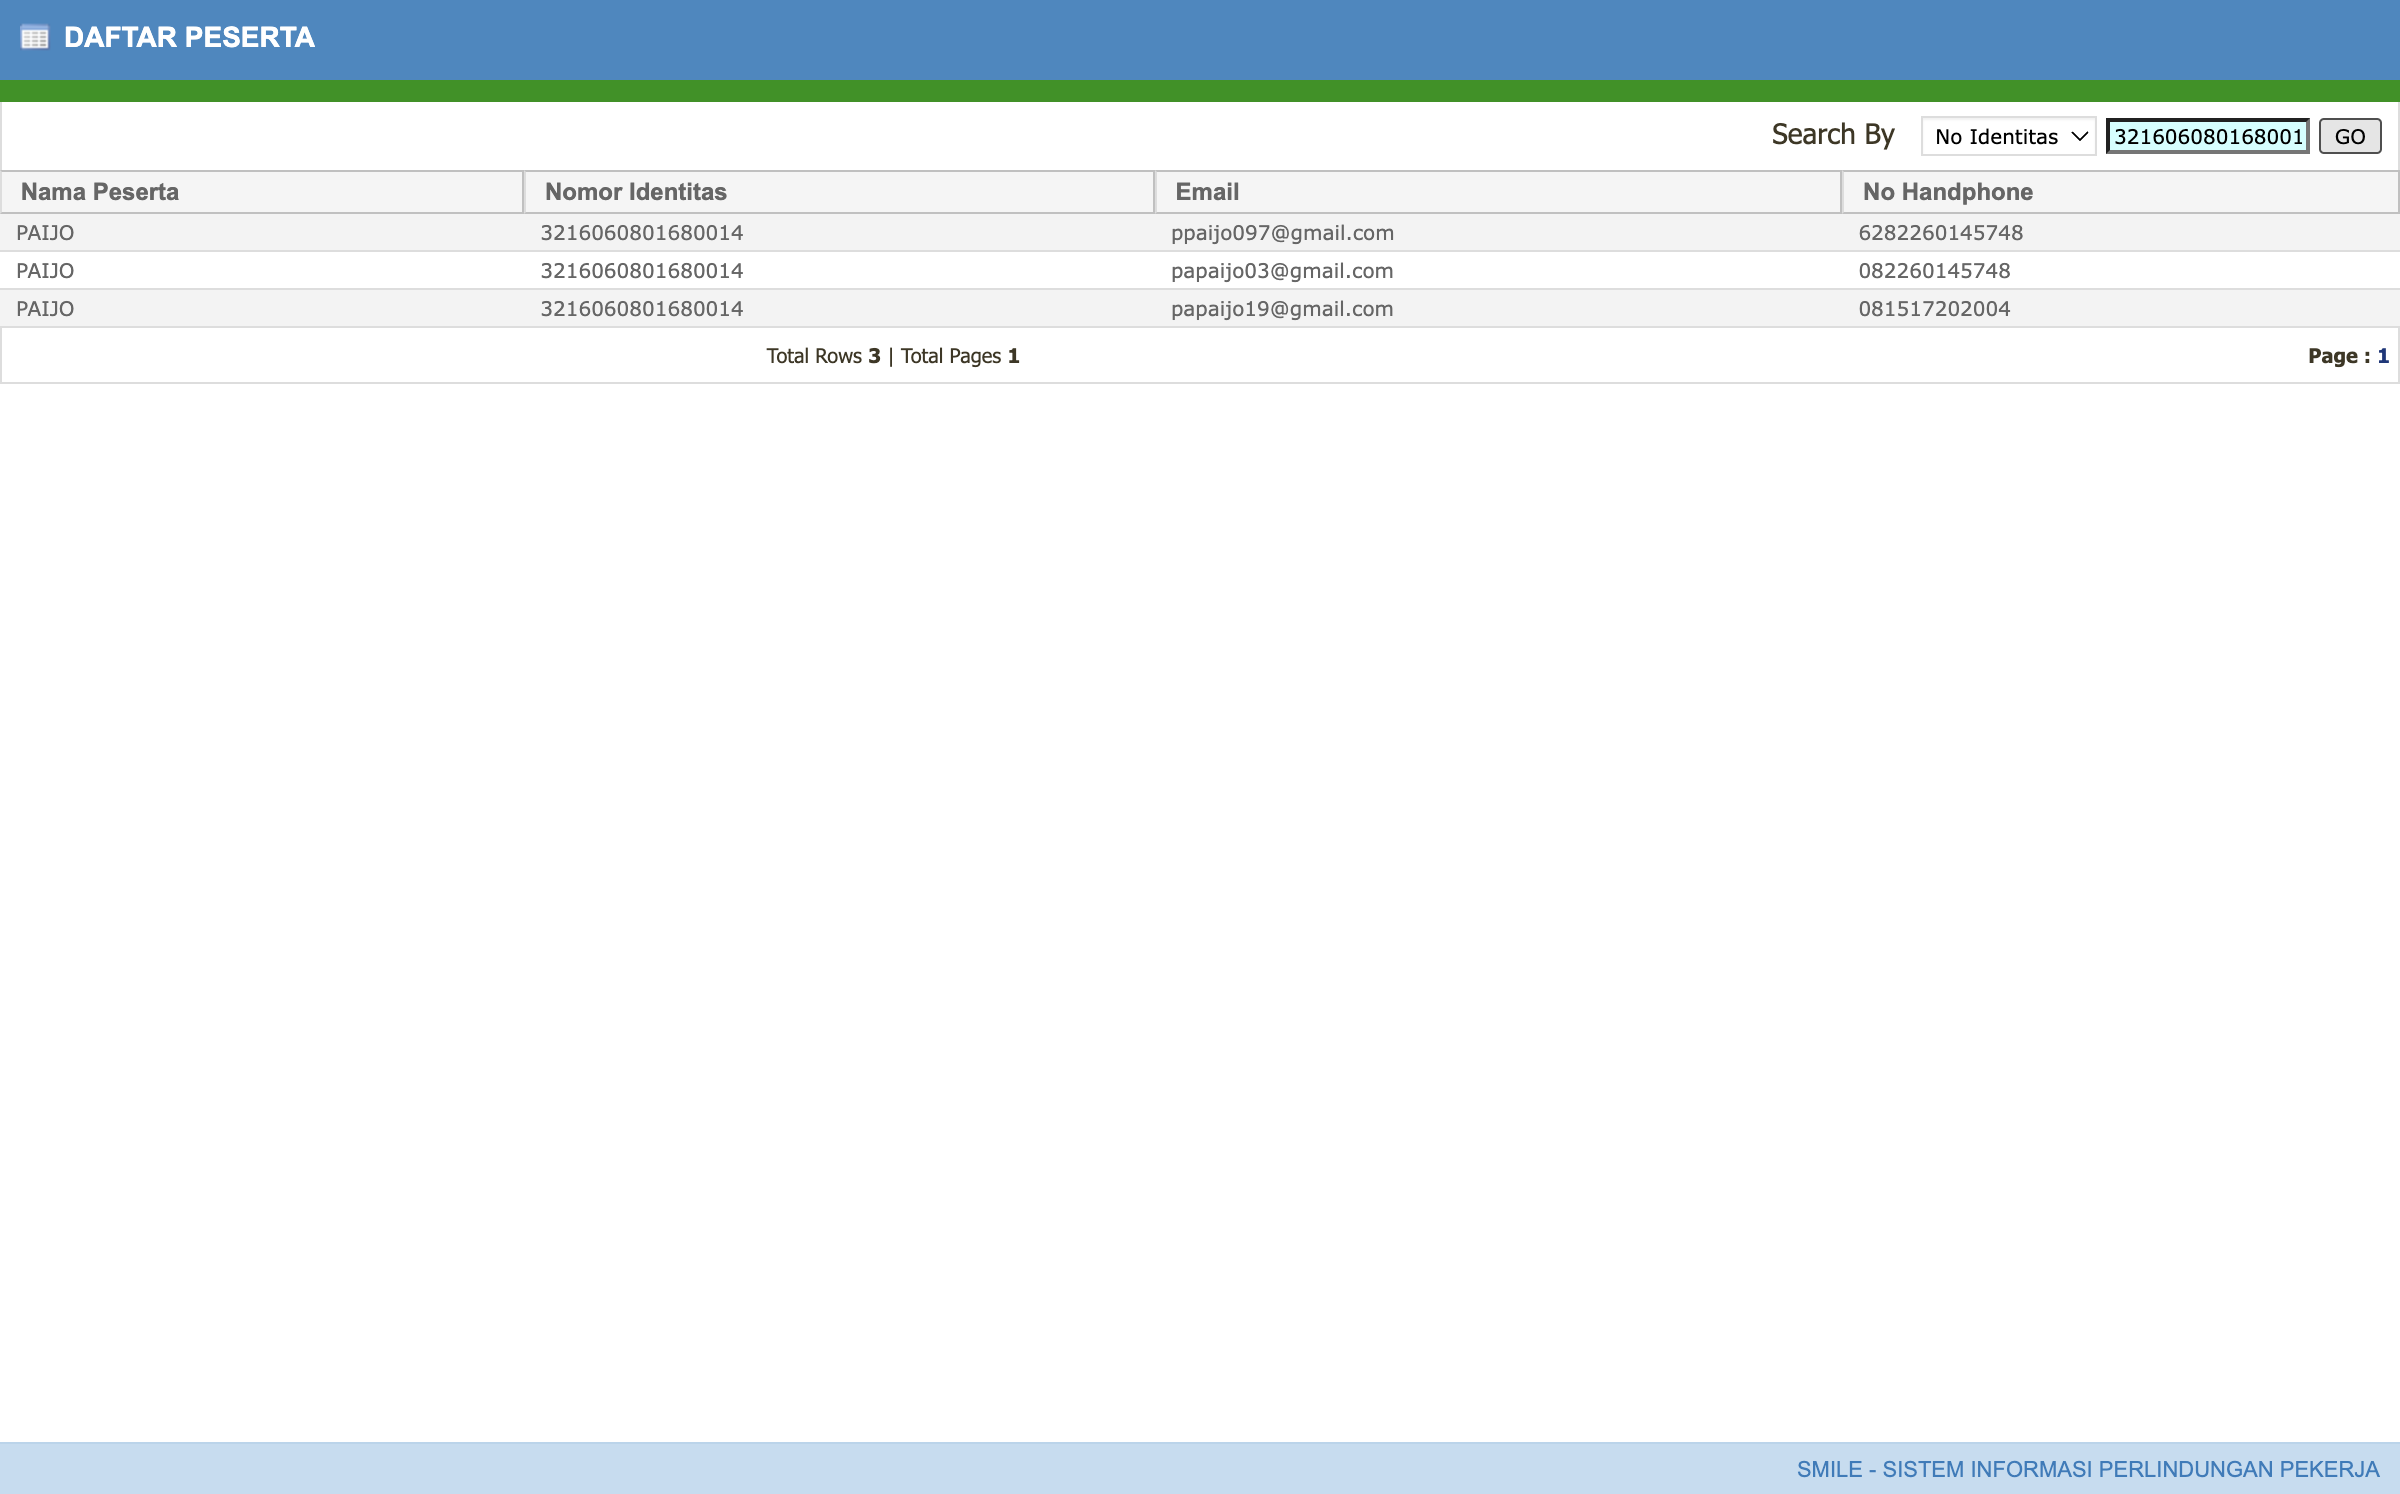 DAFTAR PESERTA
Search By No Identitas 321606080168001 GO
Nama Peserta Nomor Identitas Email No Handphone
PAIJO 3216060801680014 ppaijo097@gmail.com 6282260145748
PAIJO 3216060801680014 papaijo03@gmail.com 082260145748
PAIJO 3216060801680014 papaijo19@gmail.com 081517202004
Total Rows 3 | Total Pages 1 Page : 1
SMILE - SISTEM INFORMASI PERLINDUNGAN PEKERJA